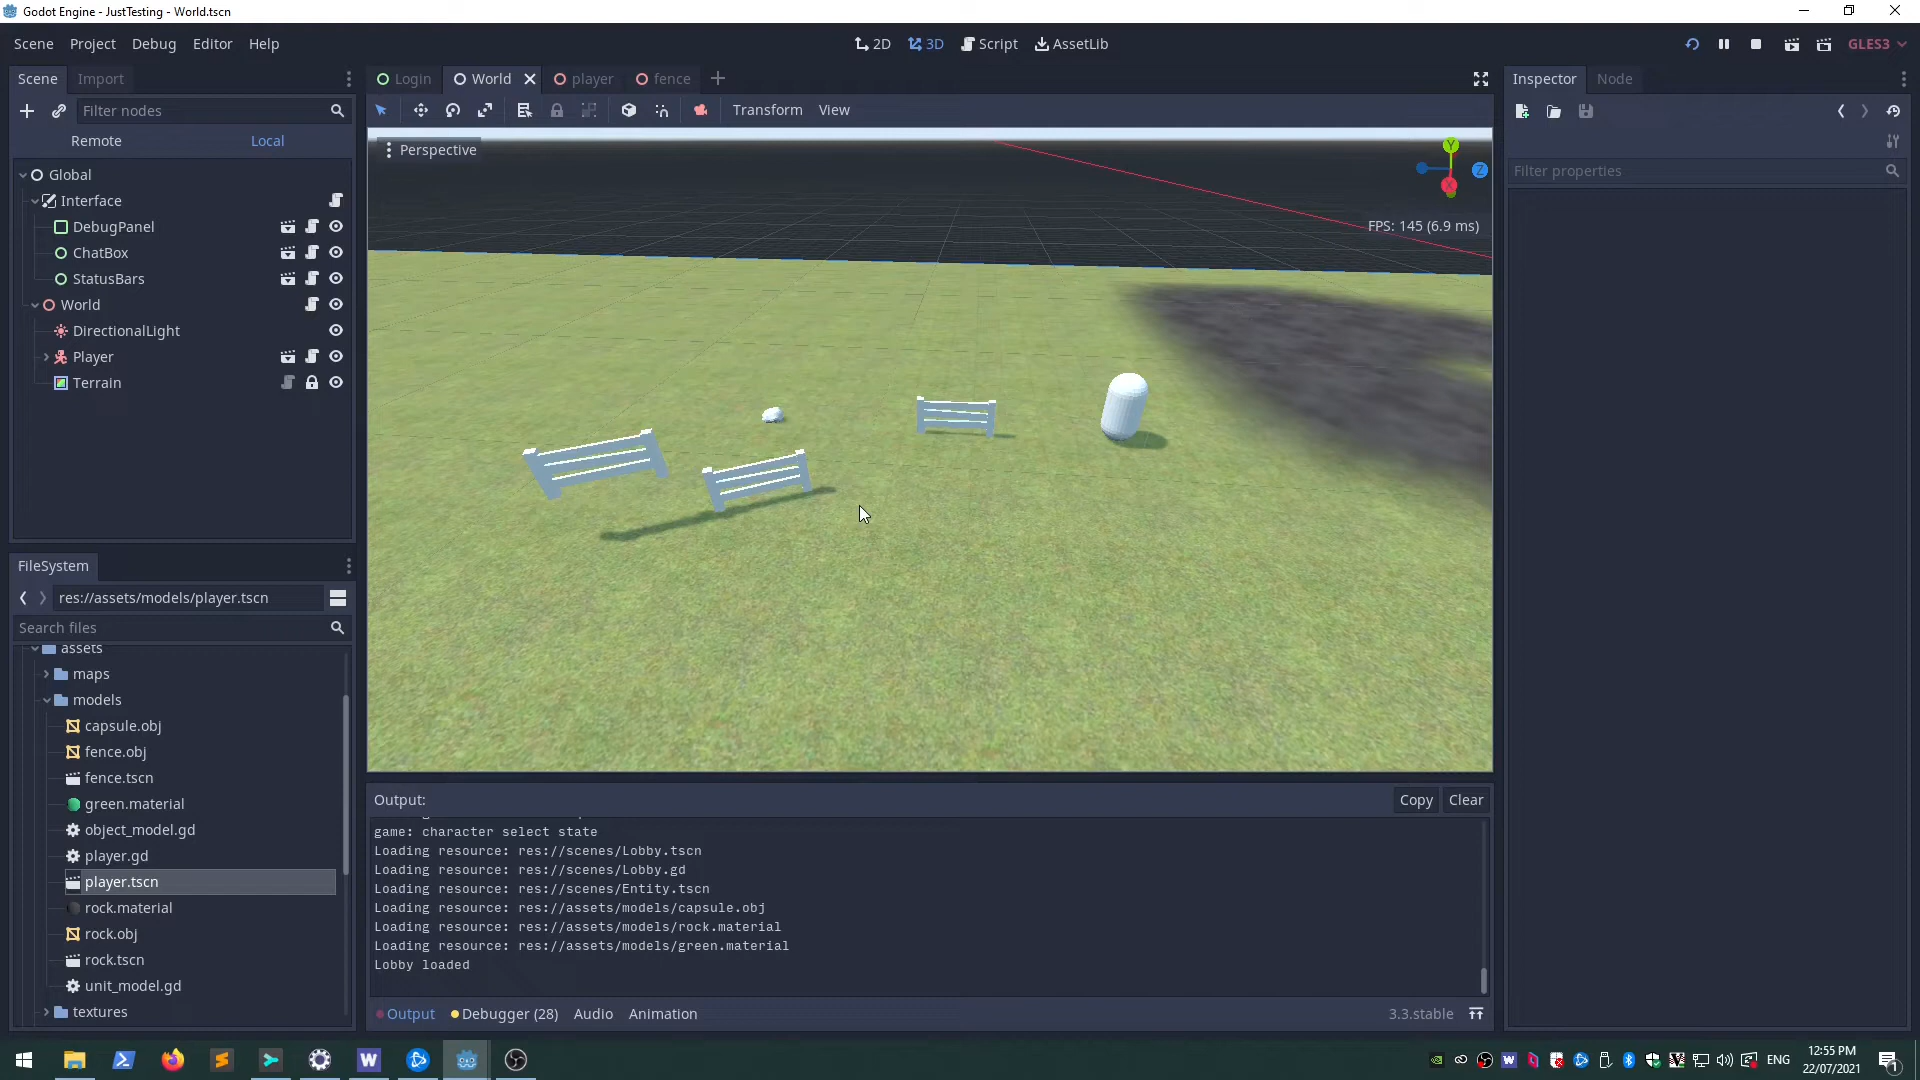 Godot Engine - JustTesting - World.tscn
Scene Project Debug Editor Help
2D 3D Script AssetLib
GLES3
Scene Import
Login World player fence
Inspector Node
Filter nodes
Transform View
Remote Local
Perspective
Y
Z
X
Filter properties
Global
Interface
DebugPanel
FPS: 145 (6.9 ms)
ChatBox
StatusBars
World
DirectionalLight
Player
Terrain
FileSystem
res://assets/models/player.tscn
Search files
assets
maps
models
capsule.obj
fence.obj
fence.tscn
green.material
object_model.gd
player.gd
player.tscn
rock.material
rock.obj
rock.tscn
unit_model.gd
textures
Output:
Copy Clear
game: character select state
Loading resource: res://scenes/Lobby.tscn
Loading resource: res://scenes/Lobby.gd
Loading resource: res://scenes/Entity.tscn
Loading resource: res://assets/models/capsule.obj
Loading resource: res://assets/models/rock.material
Loading resource: res://assets/models/green.material
Lobby loaded
Output Debugger (28) Audio Animation
3.3.stable
ENG
12:55 PM
22/07/2021
1